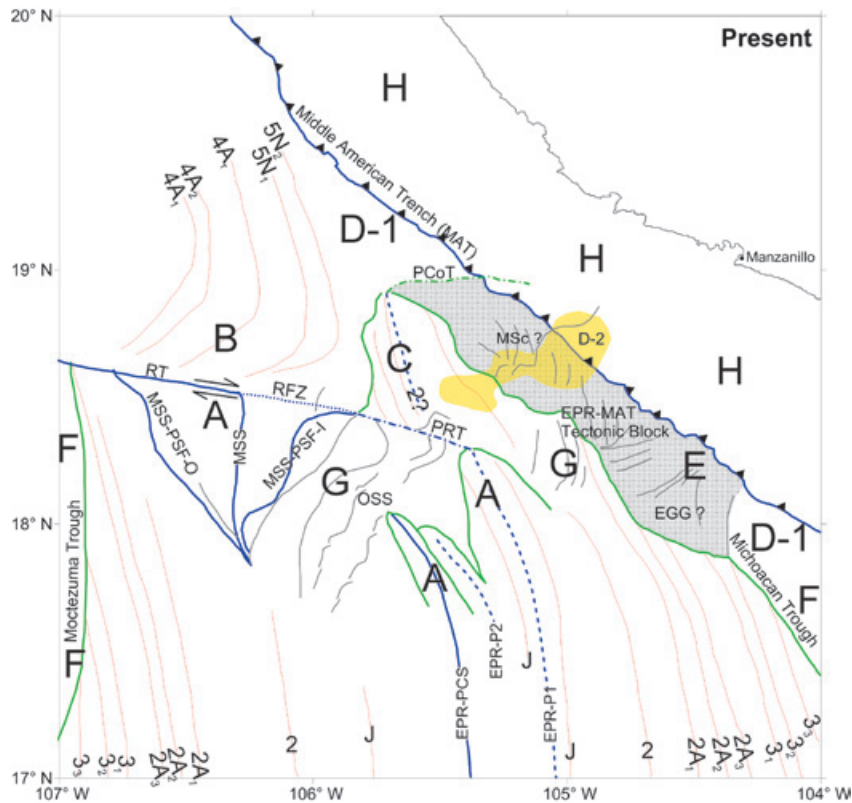 20° N
Present
H
Middle American Trench (MAT)
5N₂
5N₁
4A₁
4A₂
4A₁
D-1
19° N
H
Manzanillo
PCoT
MSc ?
D-2
B
RT
RFZ
C
2?
H
A
MSS-PSF-O
MSS
MSS-PSF-I
PRT
EPR-MAT
Tectonic Block
F
G
OSS
A
G
E
EGG ?
18° N
D-1
Moctezuma Trough
A
Michoacan Trough
F
F
EPR-PCS
EPR-P2
J
EPR-P1
3₃
3₂
3₁
2A₃
2A₂
2A₁
2
J
J
2
2A₁
2A₂
2A₃
3₁
3₂
3₃
17° N
107° W
106° W
105° W
104° W